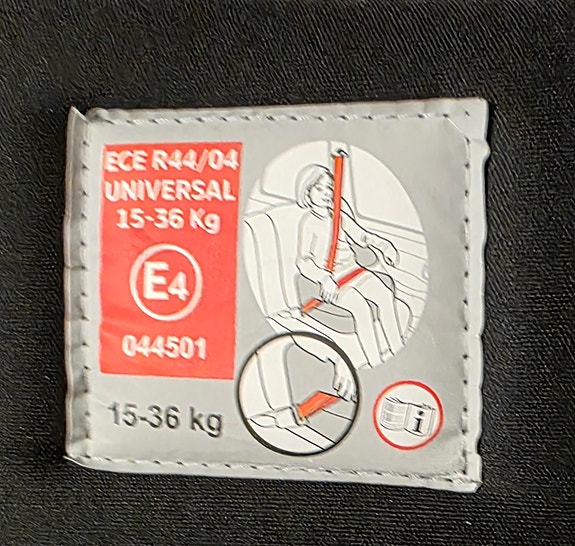 ECE R44/04
UNIVERSAL
15-36 Kg
E4
044501
15-36 kg
i